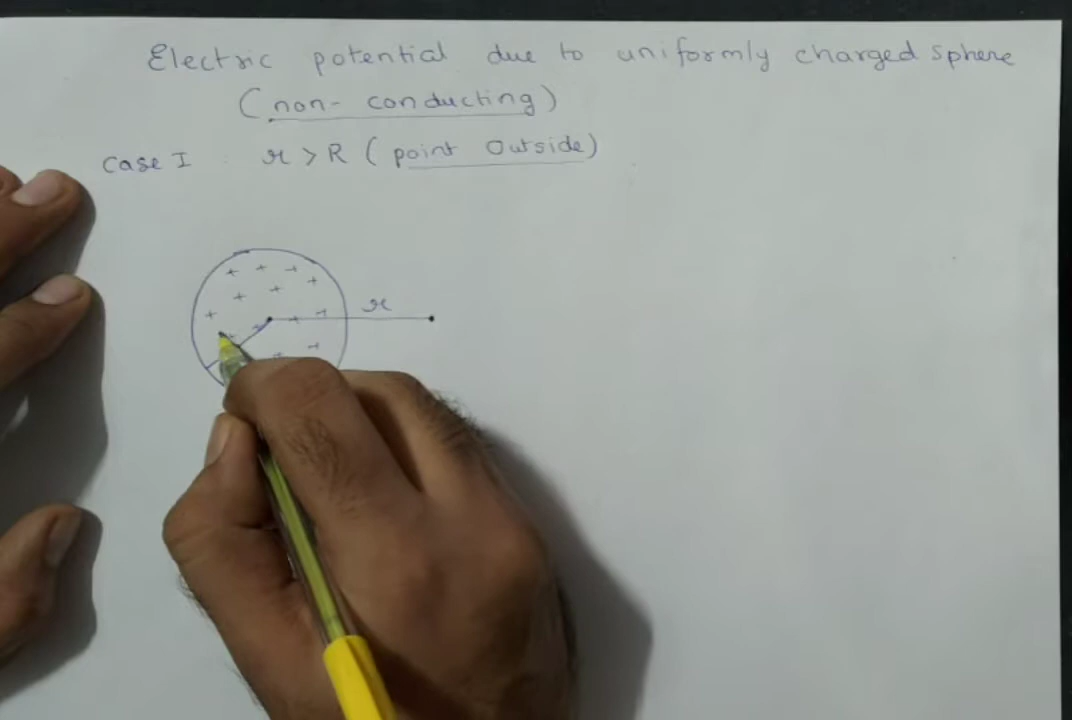 Electric potential due to uniformly charged sphere
(non-conducting)
Case I : r > R (point outside)
r